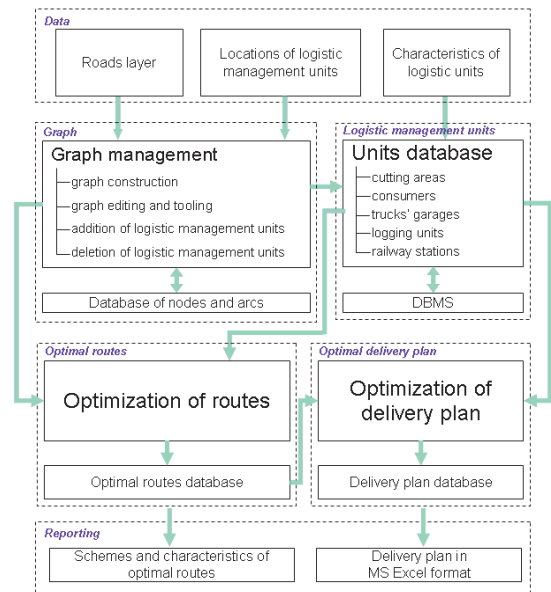 Data
Roads layer
Locations of logistic
management units
Characteristics of
logistic units
Graph
Graph management
graph construction
graph editing and tooling
addition of logistic management units
deletion of logistic management units
Database of nodes and arcs
Logistic management units
Units database
cutting areas
consumers
trucks' garages
logging units
railway stations
DBMS
Optimal routes
Optimization of routes
Optimal routes database
Optimal delivery plan
Optimization of
delivery plan
Delivery plan database
Reporting
Schemes and characteristics of
optimal routes
Delivery plan in
MS Excel format